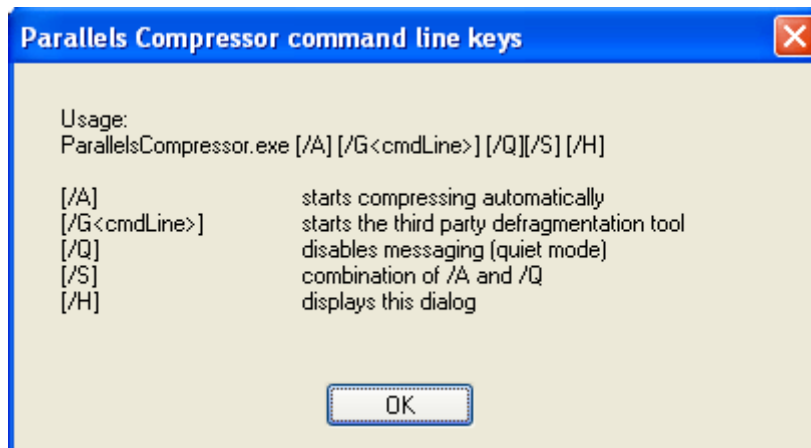 Parallels Compressor command line keys
Usage:
ParallelsCompressor.exe [/A] [/G<cmdLine>] [/Q][/S] [/H]
[/A] starts compressing automatically
[/G<cmdLine>] starts the third party defragmentation tool
[/Q] disables messaging (quiet mode)
[/S] combination of /A and /Q
[/H] displays this dialog
OK